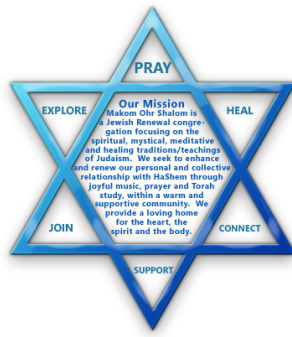 PRAY
EXPLORE
HEAL
Our Mission
Makom Ohr Shalom is
a Jewish Renewal congre-
gation focusing on the
spiritual, mystical, meditative
and healing traditions/teachings
of Judaism. We seek to enhance
and renew our personal and collective
relationship with HaShem through
joyful music, prayer and Torah
study, within a warm and
supportive community. We
provide a loving home
for the heart, the
spirit and the body.
JOIN
CONNECT
SUPPORT